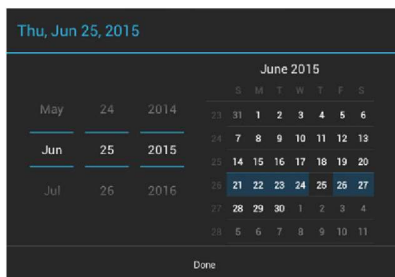 Thu, Jun 25, 2015
June 2015
S M T W T F S
May 24 2014
23 31 1 2 3 4 5 6
24 7 8 9 10 11 12 13
Jun 25 2015
25 14 15 16 17 18 19 20
26 21 22 23 24 25 26 27
Jul 26 2016
27 28 29 30 1 2 3 4
28 5 6 7 8 9 10 11
Done